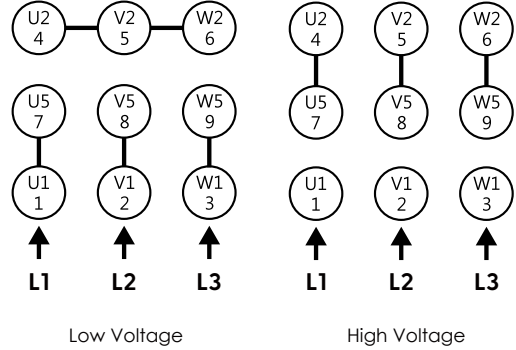 U2 V2 W2 U2 V2 W2
4 5 6 4 5 6
U5 V5 W5 U5 V5 W5
7 8 9 7 8 9
U1 V1 W1 U1 V1 W1
1 2 3 1 2 3
L1 L2 L3 L1 L2 L3
Low Voltage High Voltage